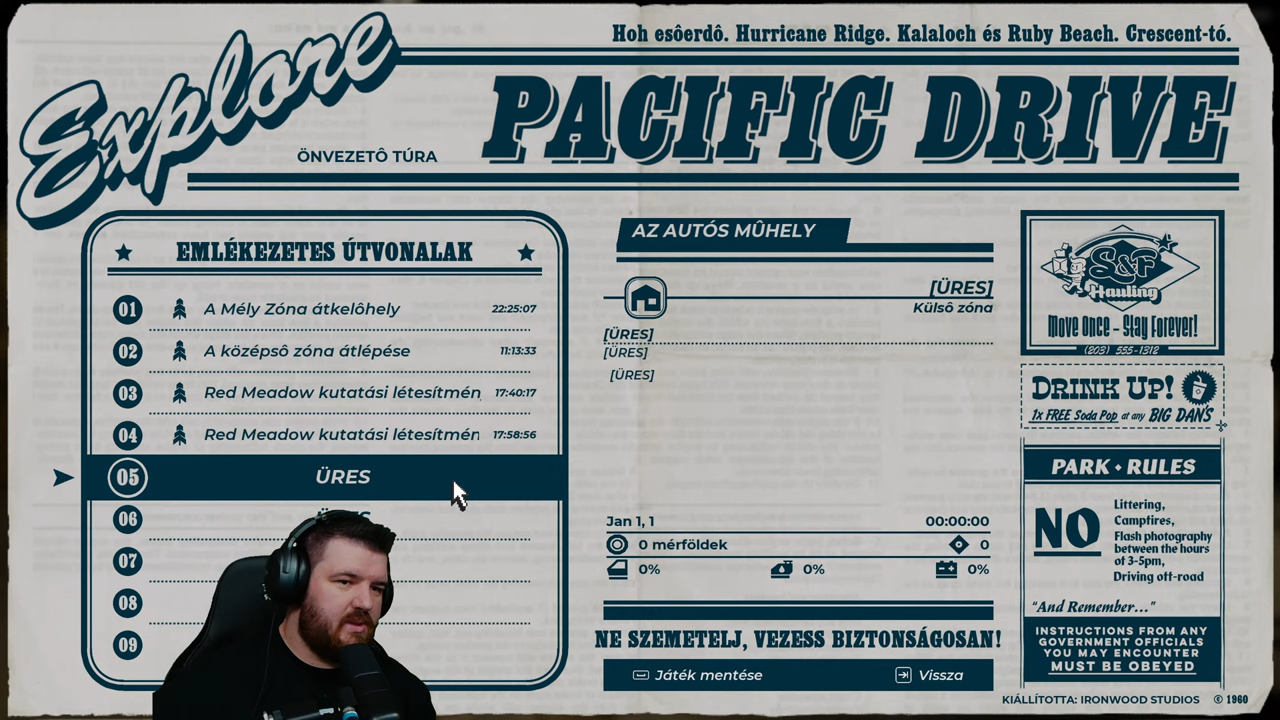 Hoh esôerdô. Hurricane Ridge. Kalaloch és Ruby Beach. Crescent-tó.
Explore
PACIFIC DRIVE
ÖNVEZETÔ TÚRA
EMLÉKEZETES ÚTVONALAK
01 A Mély Zóna átkelôhely 22:25:07
02 A középsô zóna átlépése 11:13:33
03 Red Meadow kutatási létesítmén 17:40:17
04 Red Meadow kutatási létesítmén 17:58:56
05 ÜRES
06
07
08
09
AZ AUTÓS MÛHELY
[ÜRES]
Külsô zóna
[ÜRES]
[ÜRES]
[ÜRES]
Jan 1, 1 00:00:00
0 mérföldek 0
0% 0% 0%
NE SZEMETELJ, VEZESS BIZTONSÁGOSAN!
Játék mentése Vissza
S&F
Hauling
Move Once - Stay Forever!
(203) 555-1312
DRINK UP!
1x FREE Soda Pop at any BIG DAN'S
PARK • RULES
NO
Littering,
Campfires,
Flash photography
between the hours
of 3-5pm,
Driving off-road
"And Remember..."
INSTRUCTIONS FROM ANY
GOVERNMENT OFFICIALS
YOU MAY ENCOUNTER
MUST BE OBEYED
KIÁLLÍTOTTA: IRONWOOD STUDIOS © 1960